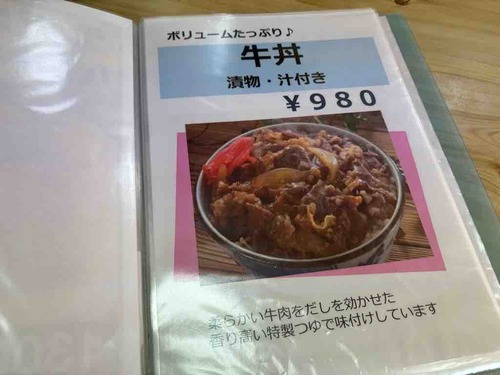 ボリュームたっぷり♪
牛丼
漬物・汁付き
￥９８０
柔らかい牛肉をだしを効かせた
香り高い特製つゆで味付けしています